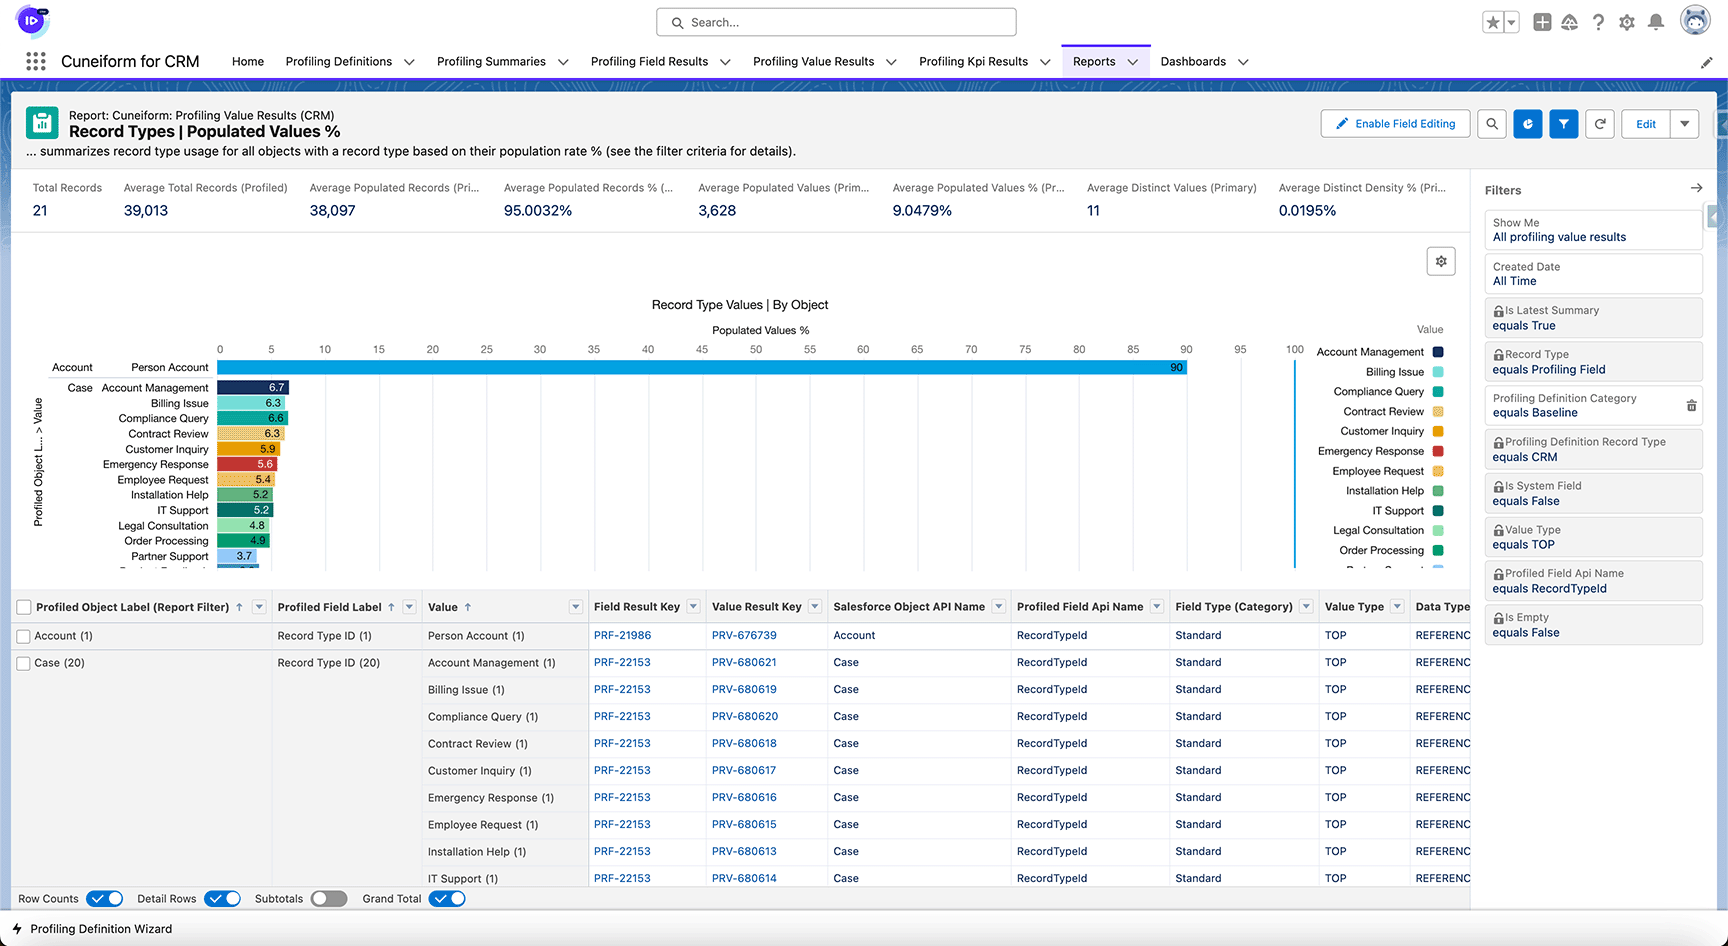 ID
Search...
Cuneiform for CRM
Home
Profiling Definitions
Profiling Summaries
Profiling Field Results
Profiling Value Results
Profiling Kpi Results
Reports
Dashboards
Report: Cuneiform: Profiling Value Results (CRM)
Record Types | Populated Values %
... summarizes record type usage for all objects with a record type based on their population rate % (see the filter criteria for details).
Enable Field Editing
Edit
Total Records
21
Average Total Records (Profiled)
39,013
Average Populated Records (Pri...
38,097
Average Populated Records % (...
95.0032%
Average Populated Values (Prim...
3,628
Average Populated Values % (Pr...
9.0479%
Average Distinct Values (Primary)
11
Average Distinct Density % (Pri...
0.0195%
Record Type Values | By Object
Populated Values %
0 5 10 15 20 25 30 35 40 45 50 55 60 65 70 75 80 85 90 95 100
Profiled Object L... > Value
Account Person Account 90
Case Account Management 6.7
Billing Issue 6.3
Compliance Query 6.6
Contract Review 6.3
Customer Inquiry 5.9
Emergency Response 5.6
Employee Request 5.4
Installation Help 5.2
IT Support 5.2
Legal Consultation 4.8
Order Processing 4.9
Partner Support 3.7
Value
Account Management
Billing Issue
Compliance Query
Contract Review
Customer Inquiry
Emergency Response
Employee Request
Installation Help
IT Support
Legal Consultation
Order Processing
Filters
Show Me
All profiling value results
Created Date
All Time
Is Latest Summary
equals True
Record Type
equals Profiling Field
Profiling Definition Category
equals Baseline
Profiling Definition Record Type
equals CRM
Is System Field
equals False
Value Type
equals TOP
Profiled Field Api Name
equals RecordTypeId
Is Empty
equals False
Profiled Object Label (Report Filter) ↑ Profiled Field Label ↑ Value ↑ Field Result Key Value Result Key Salesforce Object API Name Profiled Field Api Name Field Type (Category) Value Type Data Type
Account (1) Record Type ID (1) Person Account (1) PRF-21986 PRV-676739 Account RecordTypeId Standard TOP REFERENC
Case (20) Record Type ID (20) Account Management (1) PRF-22153 PRV-680621 Case RecordTypeId Standard TOP REFERENC
Billing Issue (1) PRF-22153 PRV-680619 Case RecordTypeId Standard TOP REFERENC
Compliance Query (1) PRF-22153 PRV-680620 Case RecordTypeId Standard TOP REFERENC
Contract Review (1) PRF-22153 PRV-680618 Case RecordTypeId Standard TOP REFERENC
Customer Inquiry (1) PRF-22153 PRV-680617 Case RecordTypeId Standard TOP REFERENC
Emergency Response (1) PRF-22153 PRV-680616 Case RecordTypeId Standard TOP REFERENC
Employee Request (1) PRF-22153 PRV-680615 Case RecordTypeId Standard TOP REFERENC
Installation Help (1) PRF-22153 PRV-680613 Case RecordTypeId Standard TOP REFERENC
IT Support (1) PRF-22153 PRV-680614 Case RecordTypeId Standard TOP REFERENC
Row Counts
Detail Rows
Subtotals
Grand Total
Profiling Definition Wizard